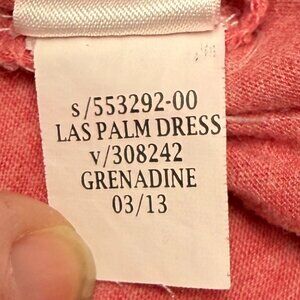 s/553292-00
LAS PALM DRESS
v/308242
GRENADINE
03/13